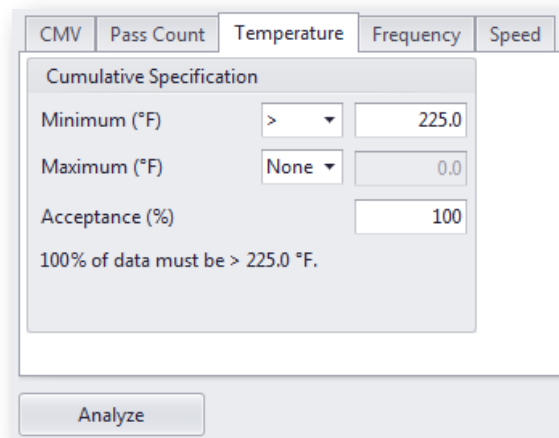 CMV Pass Count Temperature Frequency Speed
Cumulative Specification
Minimum (°F) > 225.0
Maximum (°F) None 0.0
Acceptance (%) 100
100% of data must be > 225.0 °F.
Analyze